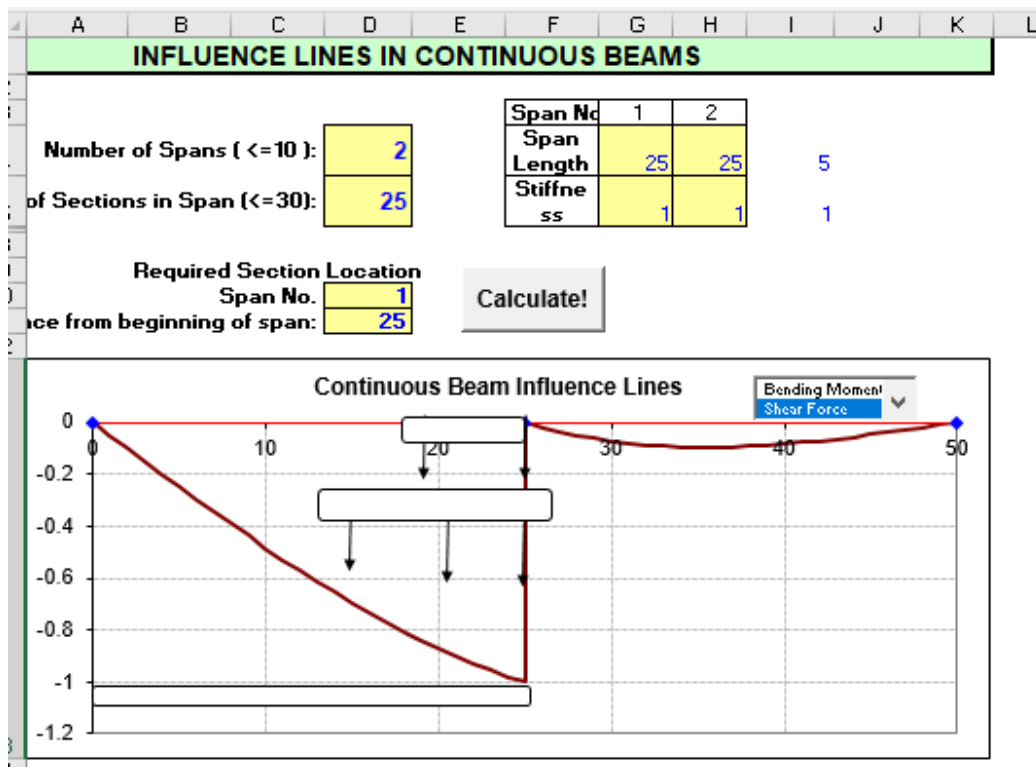 A B C D E F G H I J K L
INFLUENCE LINES IN CONTINUOUS BEAMS
Span No 1 2
Number of Spans ( <=10 ): 2
Span Length 25 25 5
of Sections in Span (<=30): 25
Stiffne ss 1 1 1
Required Section Location
Span No. 1
Calculate!
nce from beginning of span: 25
Continuous Beam Influence Lines
Bending Moment
Shear Force
0
0 10 20 30 40 50
-0.2
-0.4
-0.6
-0.8
-1
-1.2